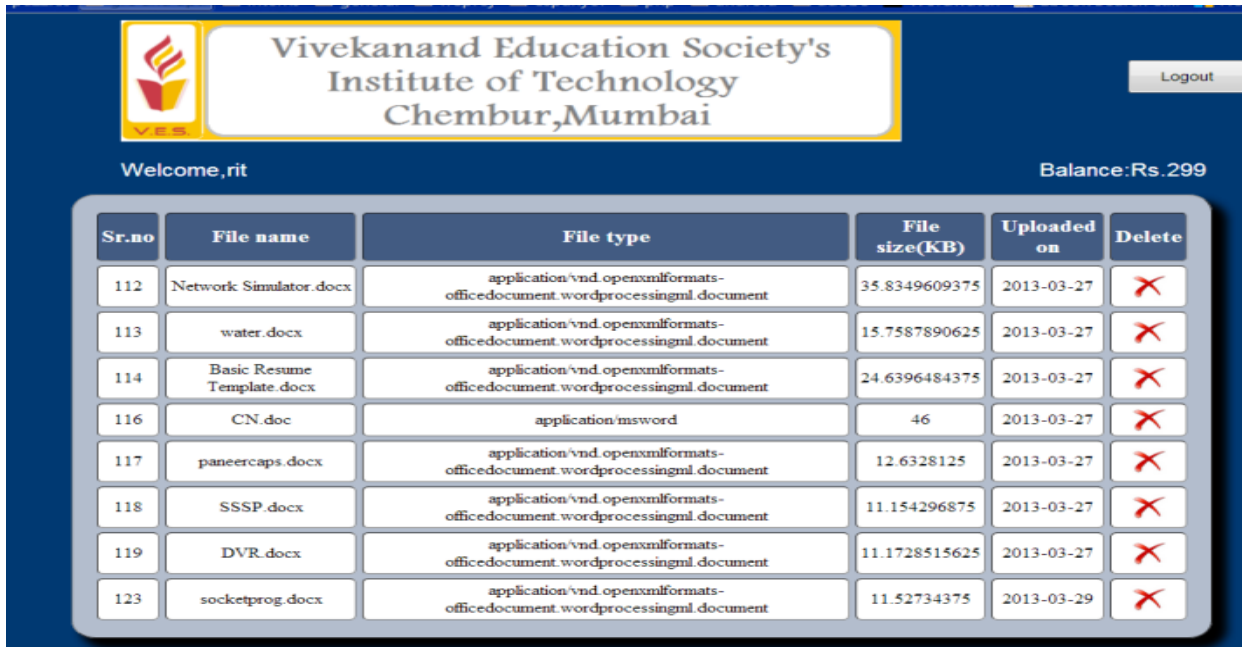 V.E.S.
Vivekanand Education Society's
Institute of Technology
Chembur,Mumbai
Logout
Welcome,rit
Balance:Rs.299
Sr.no File name File type File size(KB) Uploaded on Delete
112 Network Simulator.docx application/vnd.openxmlformats-officedocument.wordprocessingml.document 35.8349609375 2013-03-27
113 water.docx application/vnd.openxmlformats-officedocument.wordprocessingml.document 15.7587890625 2013-03-27
114 Basic Resume Template.docx application/vnd.openxmlformats-officedocument.wordprocessingml.document 24.6396484375 2013-03-27
116 CN.doc application/msword 46 2013-03-27
117 paneercaps.docx application/vnd.openxmlformats-officedocument.wordprocessingml.document 12.6328125 2013-03-27
118 SSSP.docx application/vnd.openxmlformats-officedocument.wordprocessingml.document 11.154296875 2013-03-27
119 DVR.docx application/vnd.openxmlformats-officedocument.wordprocessingml.document 11.1728515625 2013-03-27
123 socketprog.docx application/vnd.openxmlformats-officedocument.wordprocessingml.document 11.52734375 2013-03-29